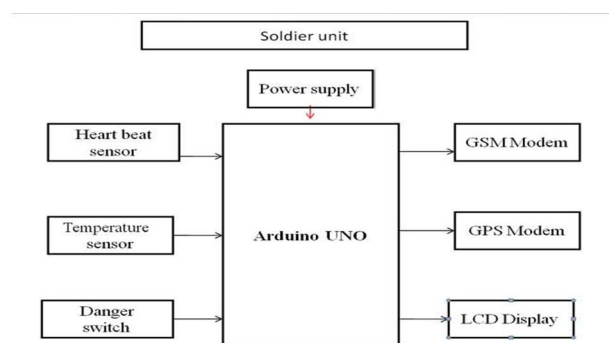 Soldier unit
Power supply
Heart beat
sensor
GSM Modem
Temperature
sensor
Arduino UNO
GPS Modem
Danger
switch
LCD Display